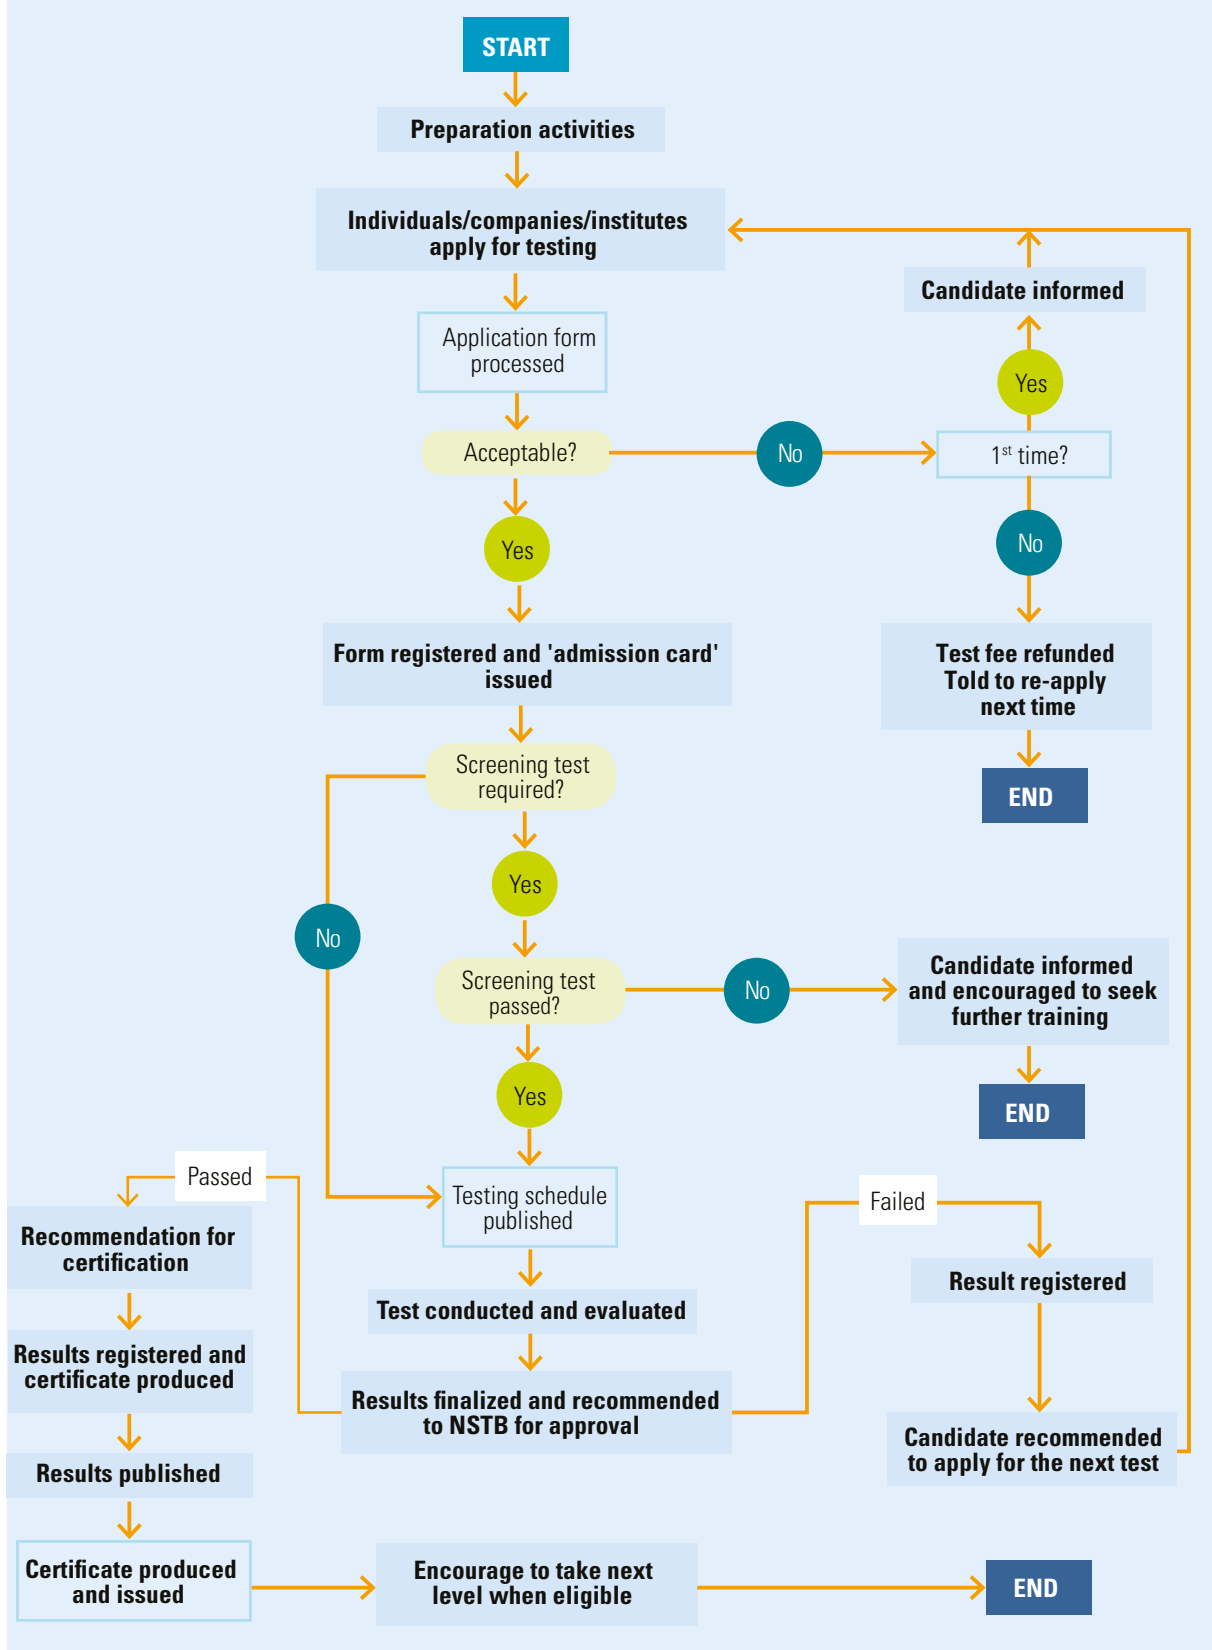 START
Preparation activities
Individuals/companies/institutes
apply for testing
Candidate informed
Application form
processed
Yes
Acceptable?
No
1st time?
Yes
No
Form registered and 'admission card'
issued
Test fee refunded
Told to re-apply
next time
Screening test
required?
END
Yes
No
Screening test
passed?
No
Candidate informed
and encouraged to seek
further training
Yes
END
Passed
Testing schedule
published
Failed
Recommendation for
certification
Result registered
Test conducted and evaluated
Results registered and
certificate produced
Results finalized and recommended
to NSTB for approval
Candidate recommended
to apply for the next test
Results published
Certificate produced
and issued
Encourage to take next
level when eligible
END